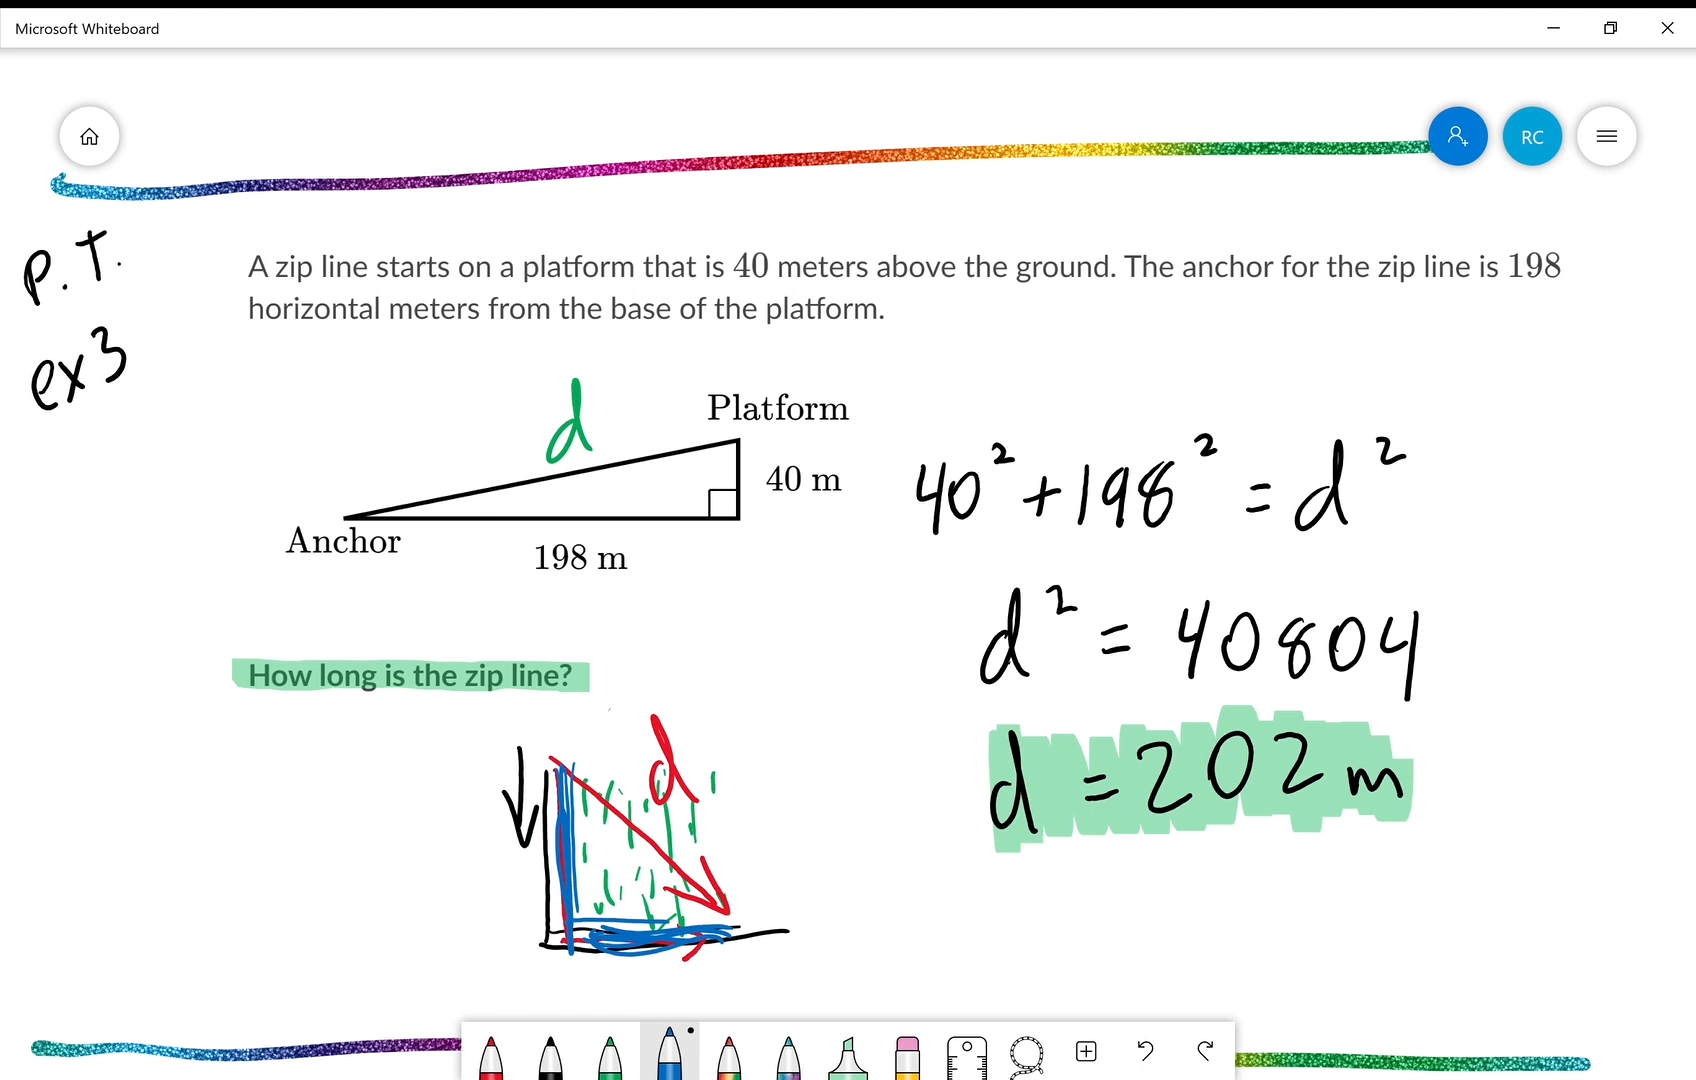 Microsoft Whiteboard
RC
P.T.
ex3
A zip line starts on a platform that is 40 meters above the ground. The anchor for the zip line is 198
horizontal meters from the base of the platform.
d
Platform
40 m
Anchor
198 m
40² + 198² = d²
d² = 40804
d = 202 m
How long is the zip line?
d